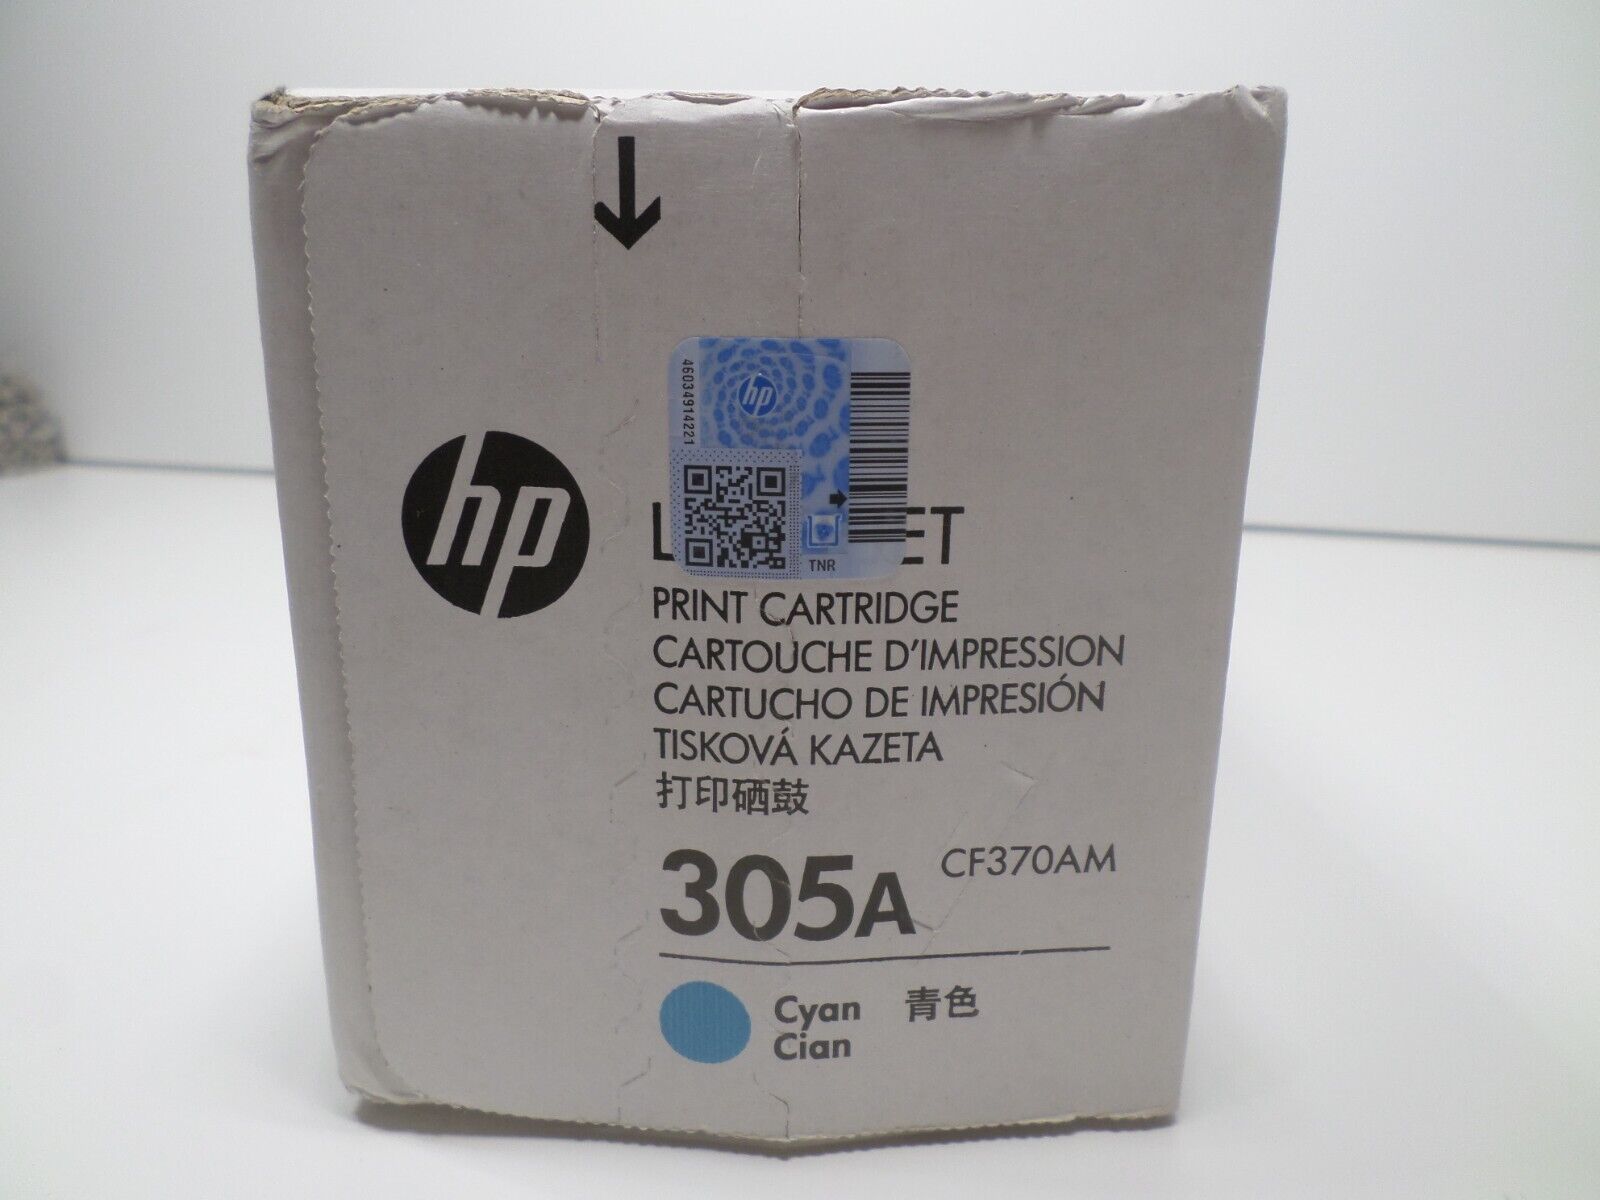 46034914221
hp
TNR
hp
PRINT CARTRIDGE
CARTOUCHE D'IMPRESSION
CARTUCHO DE IMPRESIÓN
TISKOVÁ KAZETA
打印硒鼓
305A CF370AM
Cyan 青色
Cian